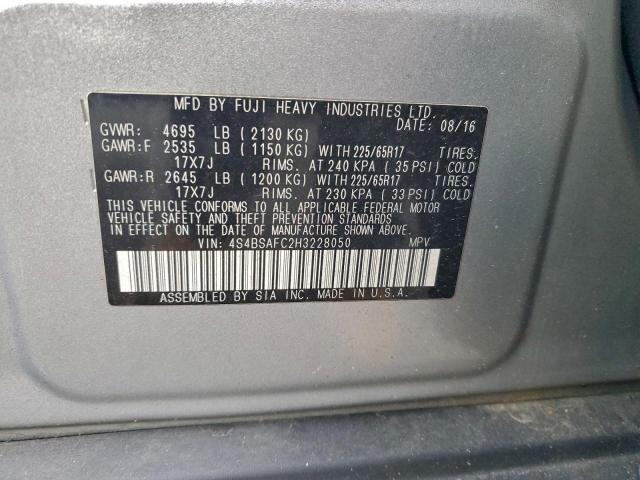 MFD BY FUJI HEAVY INDUSTRIES LTD.
DATE: 08/16
GVWR: 4695 LB (2130 KG)
GAWR:F 2535 LB (1150 KG) WITH 225/65R17 TIRES.
17X7J RIMS. AT 240 KPA (35 PSI) COLD
GAWR:R 2645 LB (1200 KG) WITH 225/65R17 TIRES.
17X7J RIMS. AT 230 KPA (33 PSI) COLD
THIS VEHICLE CONFORMS TO ALL APPLICABLE FEDERAL MOTOR
VEHICLE SAFETY AND THEFT PREVENTION STANDARDS
IN EFFECT ON THE DATE OF MANUFACTURE SHOWN ABOVE.
VIN: 4S4BSAFC2H3228050 MPV
ASSEMBLED BY SIA INC. MADE IN U.S.A.